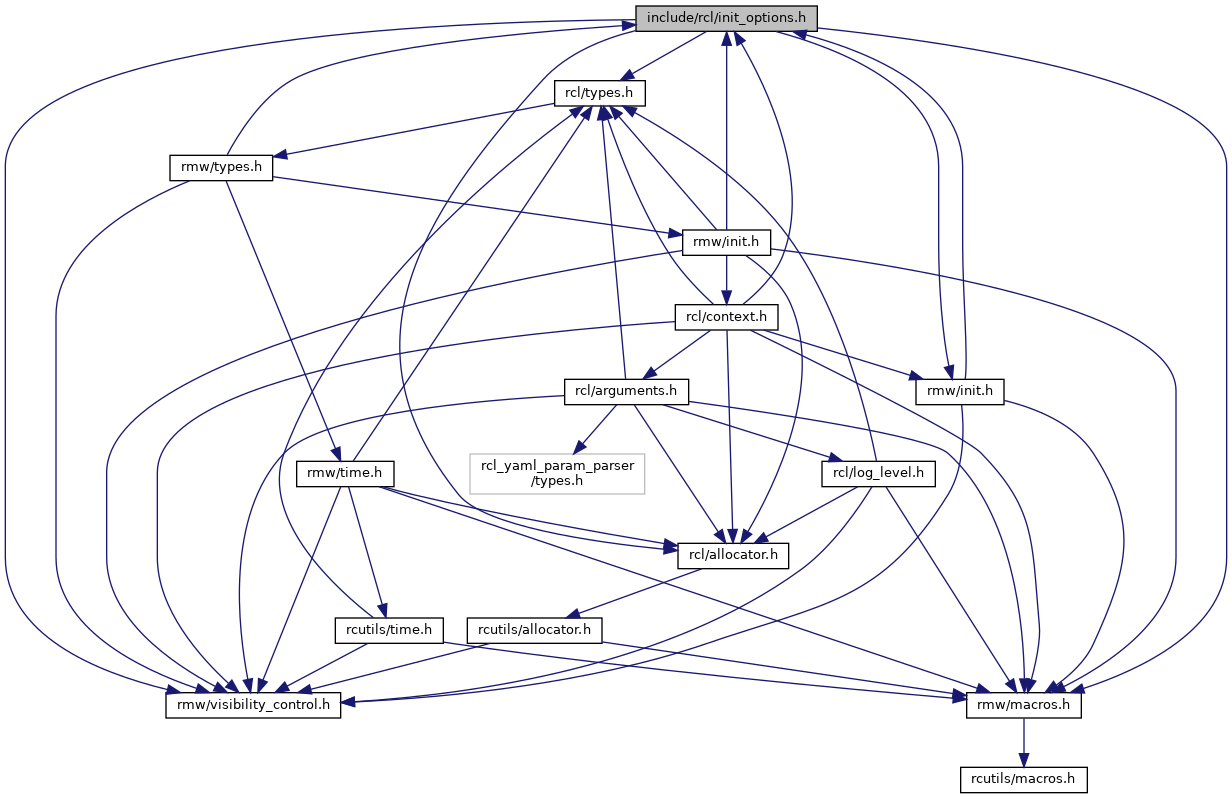 include/rcl/init_options.h
rcl/types.h
rmw/types.h
rmw/init.h
rcl/context.h
rcl/arguments.h
rmw/init.h
rcl_yaml_param_parser
/types.h
rmw/time.h
rcl/log_level.h
rcl/allocator.h
rcutils/time.h
rcutils/allocator.h
rmw/visibility_control.h
rmw/macros.h
rcutils/macros.h